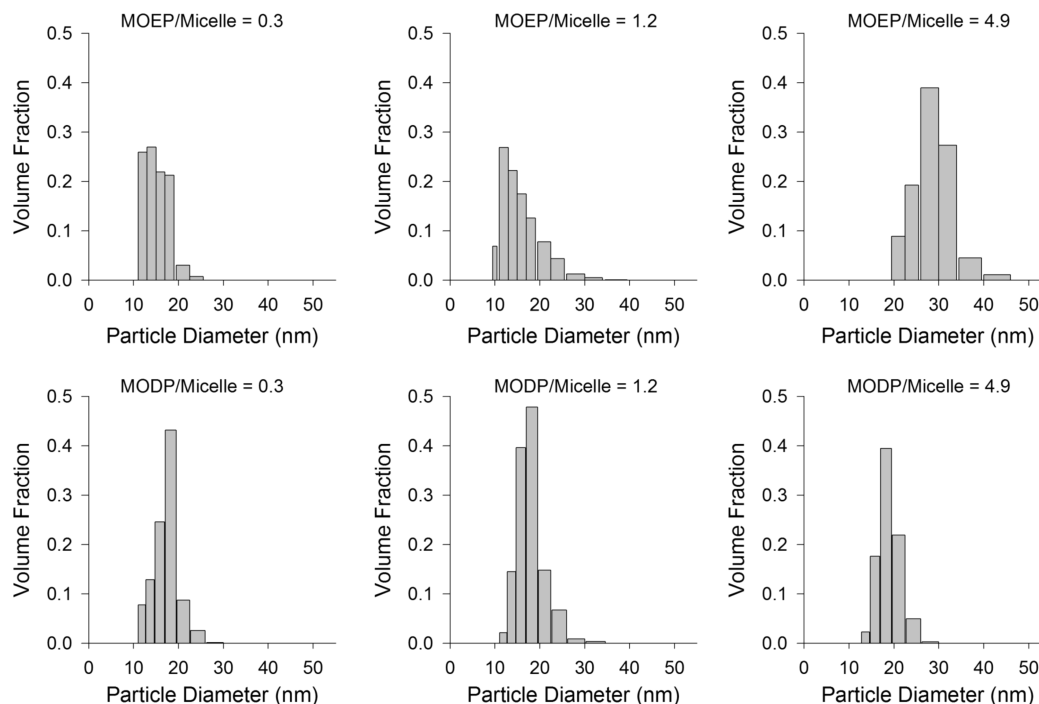 MOEP/Micelle = 0.3
0.5
0.4
0.3
0.2
0.1
0.0
Volume Fraction
0 10 20 30 40 50
Particle Diameter (nm)
MOEP/Micelle = 1.2
0.5
0.4
0.3
0.2
0.1
0.0
Volume Fraction
0 10 20 30 40 50
Particle Diameter (nm)
MOEP/Micelle = 4.9
0.5
0.4
0.3
0.2
0.1
0.0
Volume Fraction
0 10 20 30 40 50
Particle Diameter (nm)
MODP/Micelle = 0.3
0.5
0.4
0.3
0.2
0.1
0.0
Volume Fraction
0 10 20 30 40 50
Particle Diameter (nm)
MODP/Micelle = 1.2
0.5
0.4
0.3
0.2
0.1
0.0
Volume Fraction
0 10 20 30 40 50
Particle Diameter (nm)
MODP/Micelle = 4.9
0.5
0.4
0.3
0.2
0.1
0.0
Volume Fraction
0 10 20 30 40 50
Particle Diameter (nm)